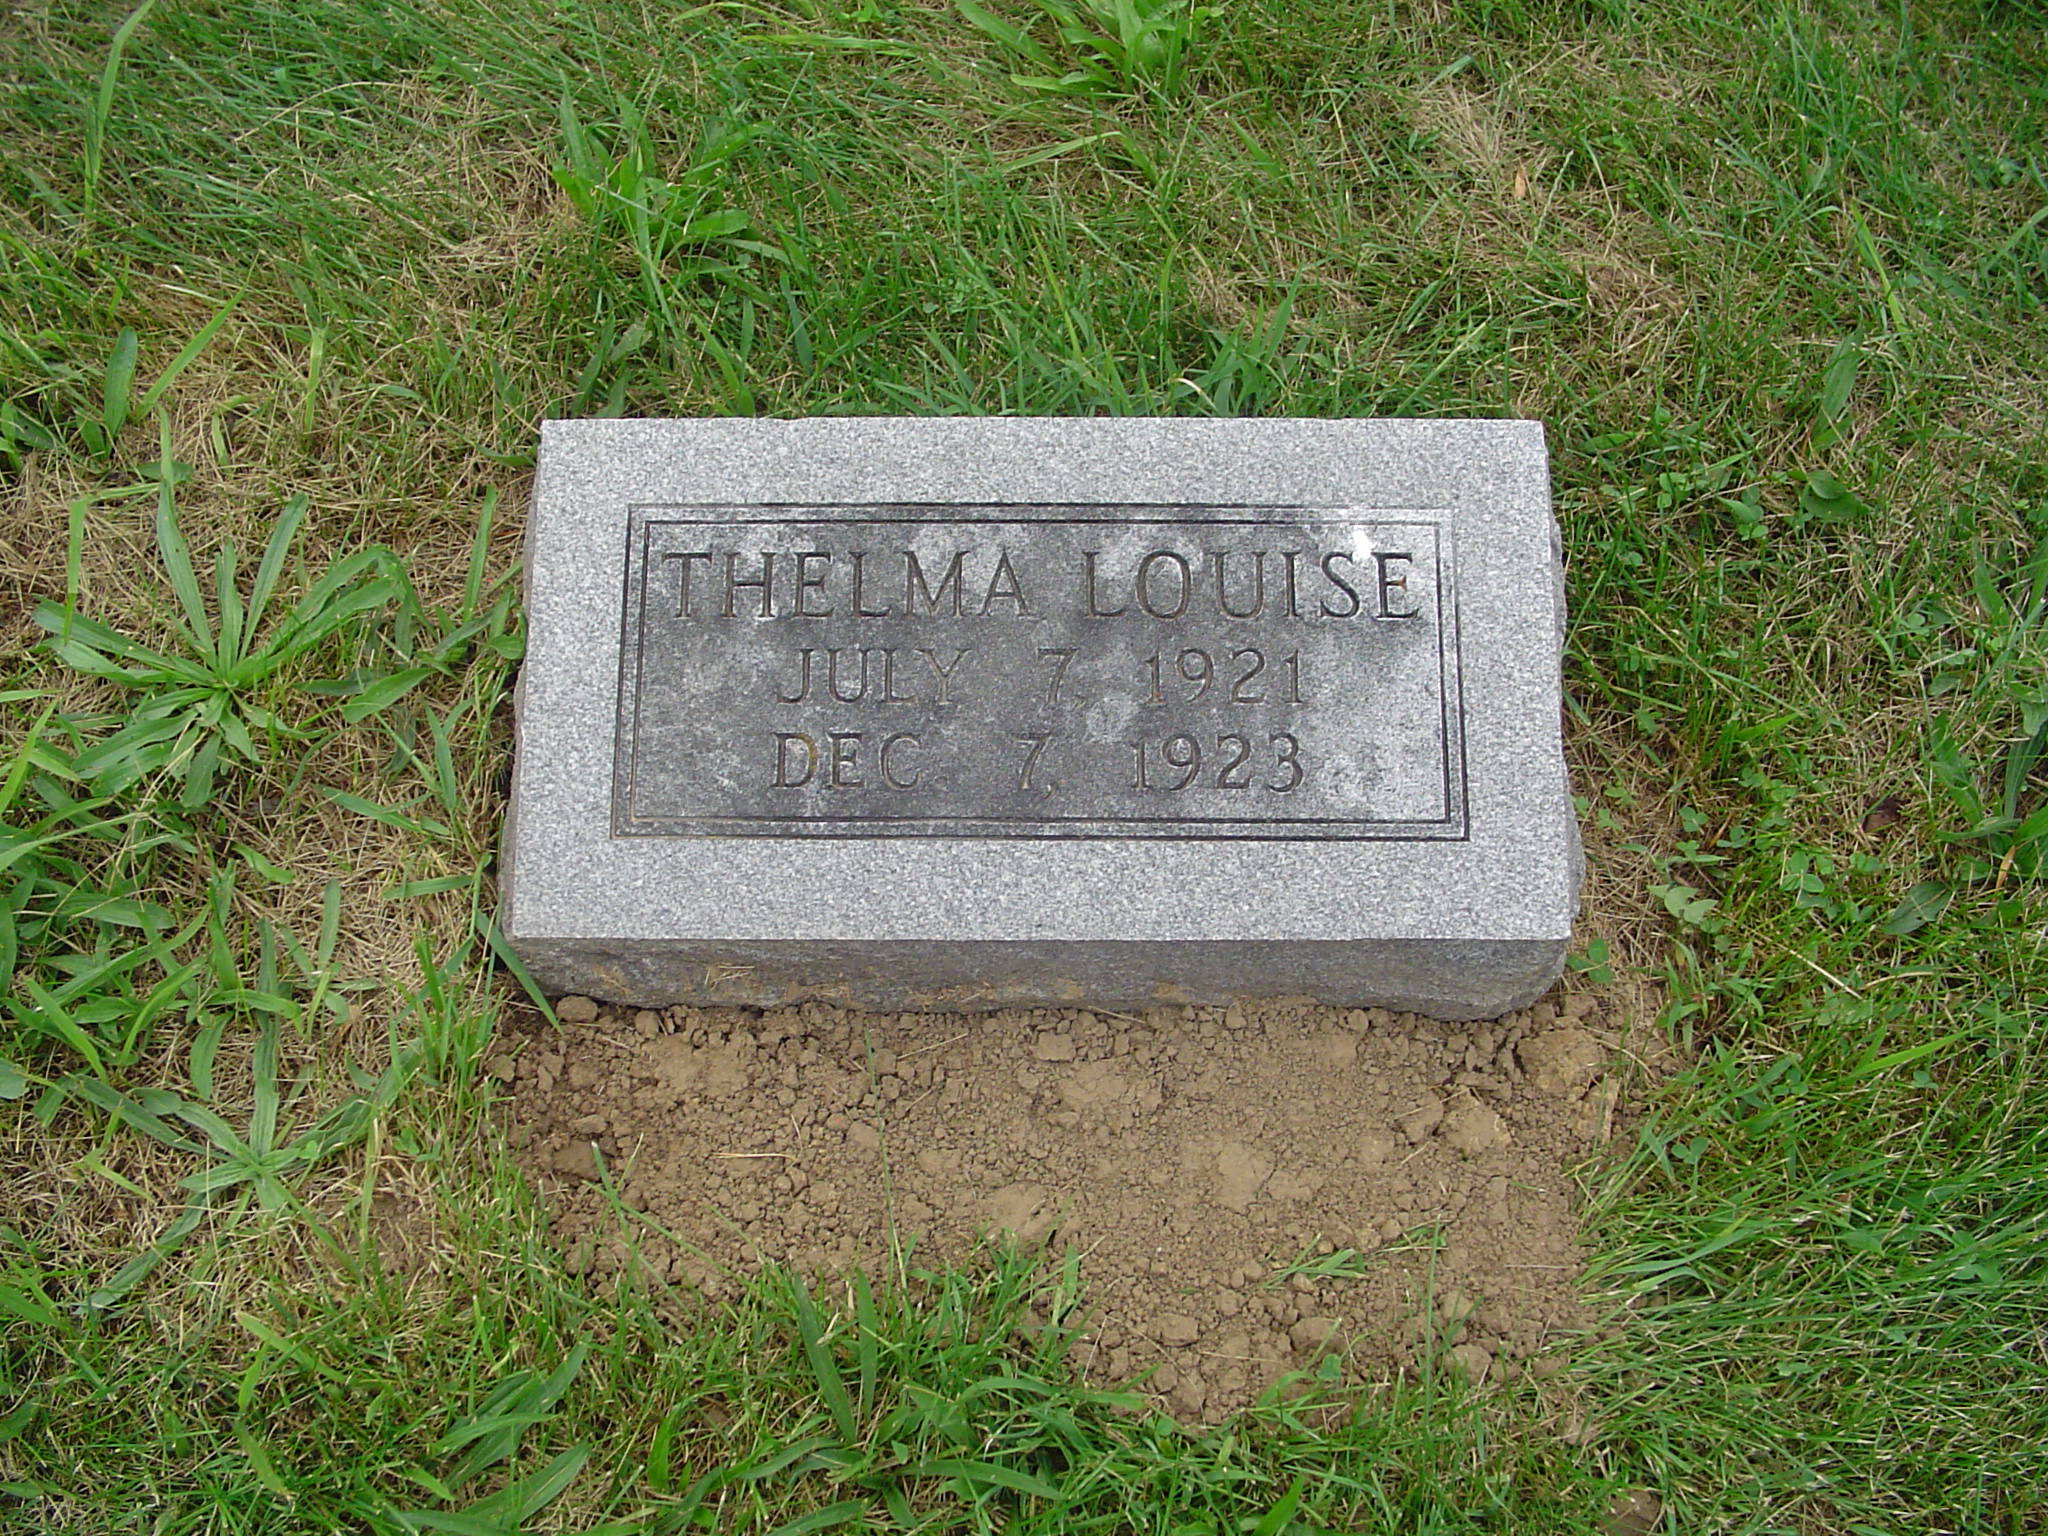 THELMA LOUISE
JULY 7, 1921
DEC 7, 1923